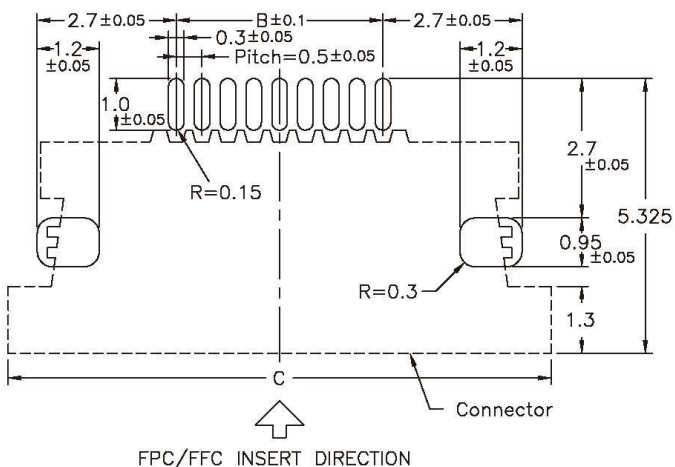 2.7±0.05
B±0.1
2.7±0.05
1.2
±0.05
0.3±0.05
1.2
±0.05
Pitch=0.5±0.05
1.0
±0.05
2.7
±0.05
R=0.15
5.325
0.95
±0.05
R=0.3
1.3
C
Connector
FPC/FFC INSERT DIRECTION